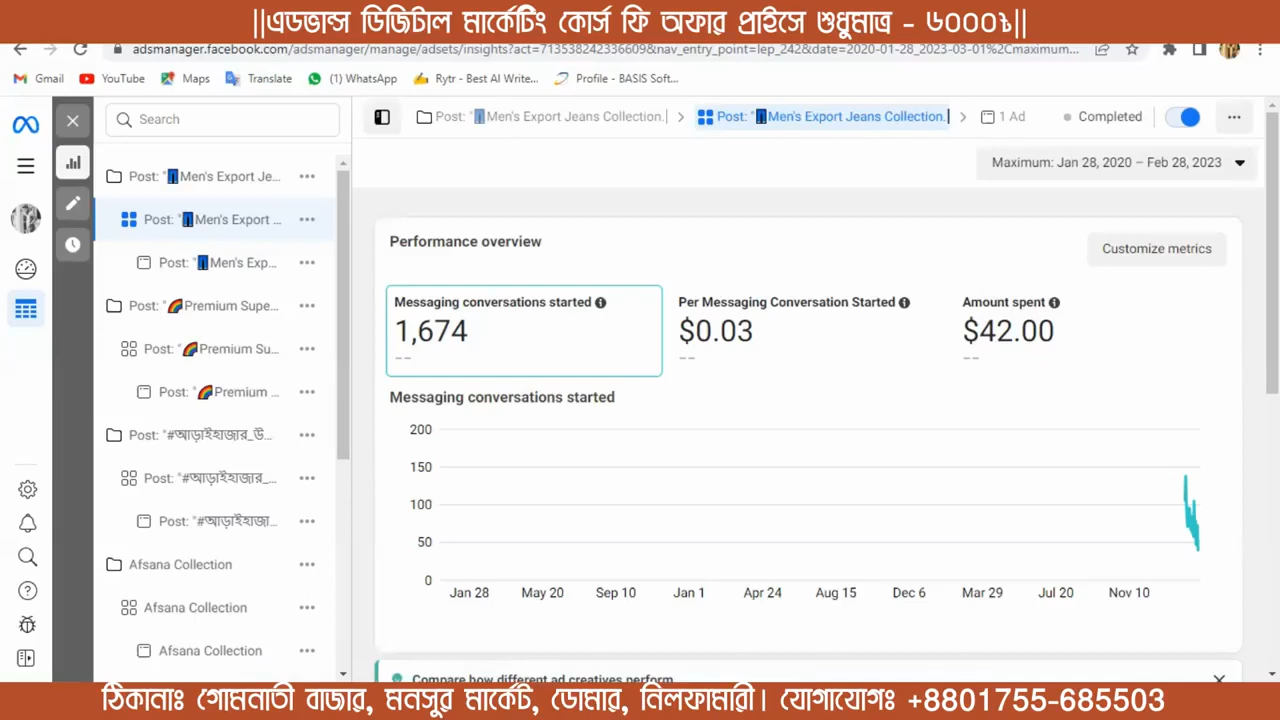 ||এডভান্স ডিজিটাল মার্কেটিং কোর্স ফি অফার প্রাইসে শুধুমাত্র - ৬০০০৳||
adsmanager.facebook.com/adsmanager/manage/adsets/insights?act=713538242336609&nav_entry_point=lep_242&date=2020-01-28_2023-03-01%2Cmaximum...
Gmail YouTube Maps Translate (1) WhatsApp Rytr - Best AI Write... Profile - BASIS Soft...
Search
Post: "👖Men's Export Jeans Collection. Post: "👖Men's Export Jeans Collection. 1 Ad Completed
Maximum: Jan 28, 2020 – Feb 28, 2023
Post: "👖Men's Export Je...
Post: "👖Men's Export ...
Post: "👖Men's Exp...
Post: "🌈Premium Supe...
Post: "🌈Premium Su...
Post: "🌈Premium ...
Post: "#আড়াইহাজার_উ...
Post: "#আড়াইহাজার_...
Post: "#আড়াইহাজা...
Afsana Collection
Afsana Collection
Afsana Collection
Performance overview
Customize metrics
Messaging conversations started Per Messaging Conversation Started Amount spent
1,674 $0.03 $42.00
-- -- --
Messaging conversations started
200
150
100
50
0
Jan 28 May 20 Sep 10 Jan 1 Apr 24 Aug 15 Dec 6 Mar 29 Jul 20 Nov 10
Compare how different ad creatives perform
ঠিকানাঃ গোমনাতী বাজার, মনসুর মার্কেট, ডোমার, নিলফামারী। যোগাযোগঃ +8801755-685503